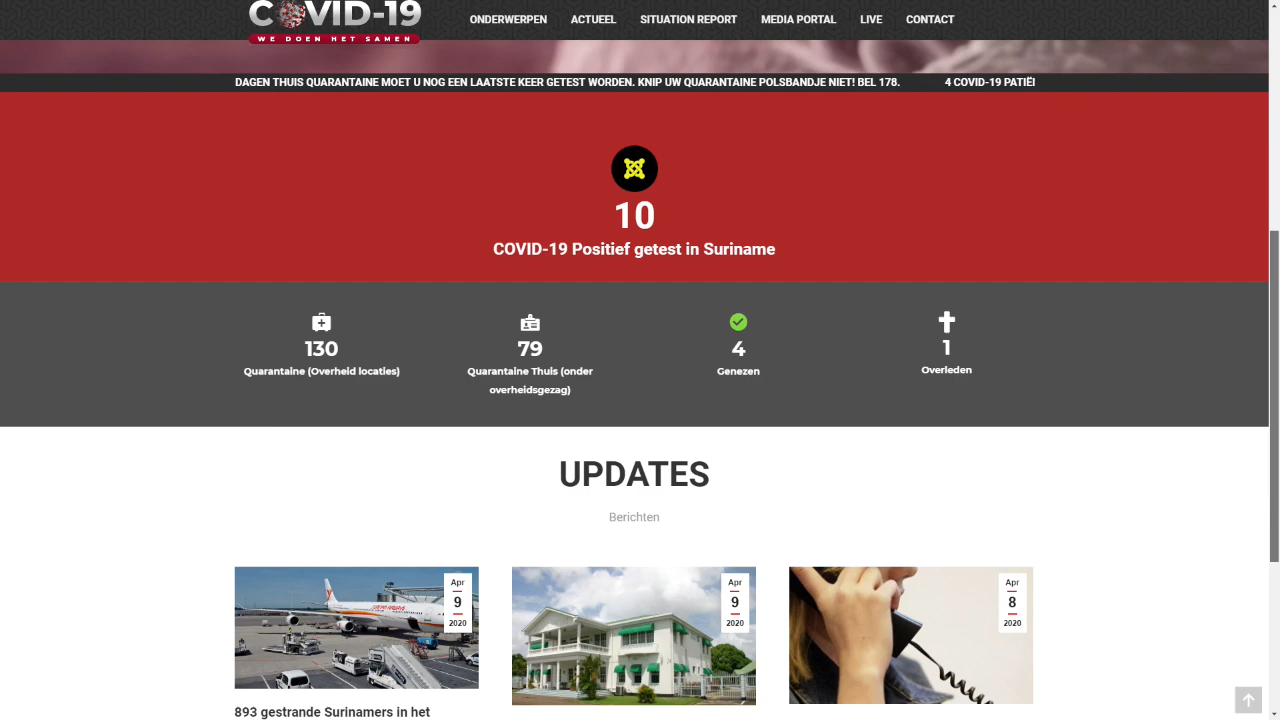 COVID-19
WE DOEN HET SAMEN
ONDERWERPEN ACTUEEL SITUATION REPORT MEDIA PORTAL LIVE CONTACT
DAGEN THUIS QUARANTAINE MOET U NOG EEN LAATSTE KEER GETEST WORDEN. KNIP UW QUARANTAINE POLSBANDJE NIET! BEL 178. 4 COVID-19 PATIË
10
COVID-19 Positief getest in Suriname
130
Quarantaine (Overheid locaties)
79
Quarantaine Thuis (onder
overheidsgezag)
4
Genezen
1
Overleden
UPDATES
Berichten
Apr
9
2020
Apr
9
2020
Apr
8
2020
893 gestrande Surinamers in het